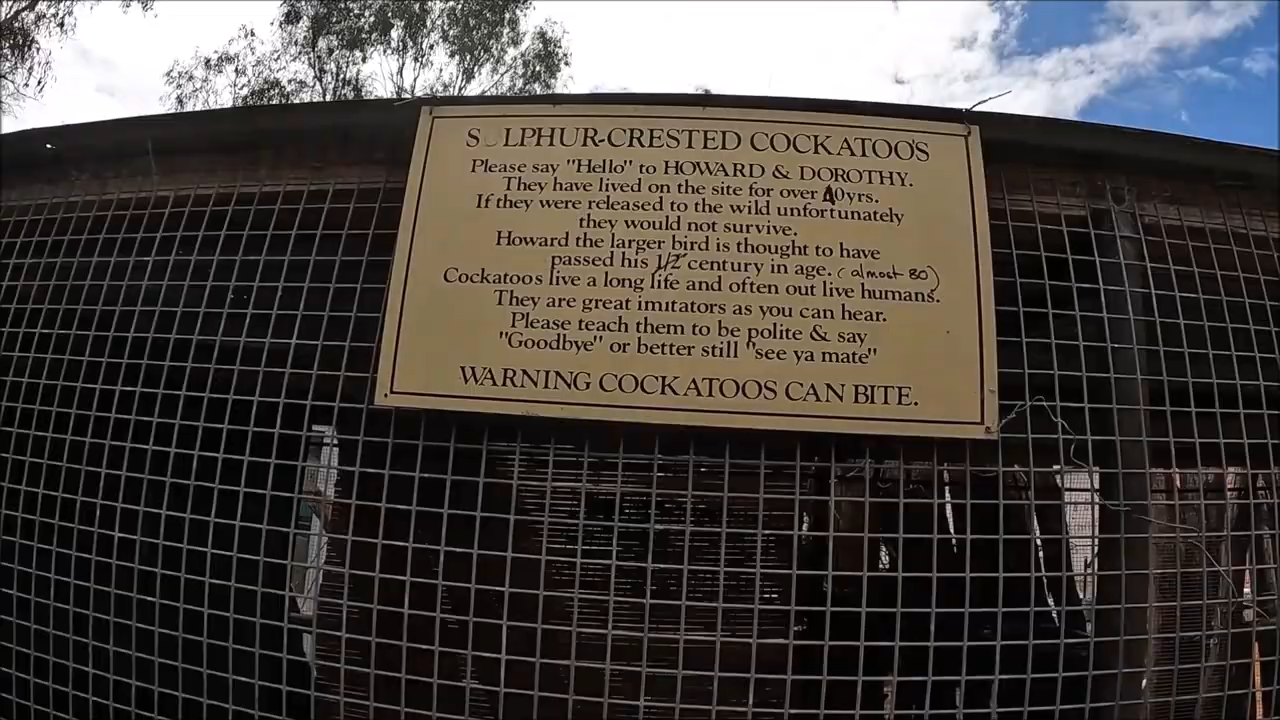 S LPHUR-CRESTED COCKATOO'S
Please say "Hello" to HOWARD & DOROTHY.
They have lived on the site for over 40yrs.
If they were released to the wild unfortunately
they would not survive.
Howard the larger bird is thought to have
passed his 1/2 century in age. (almost 80)
Cockatoos live a long life and often out live humans.
They are great imitators as you can hear.
Please teach them to be polite & say
"Goodbye" or better still "see ya mate"
WARNING COCKATOOS CAN BITE.